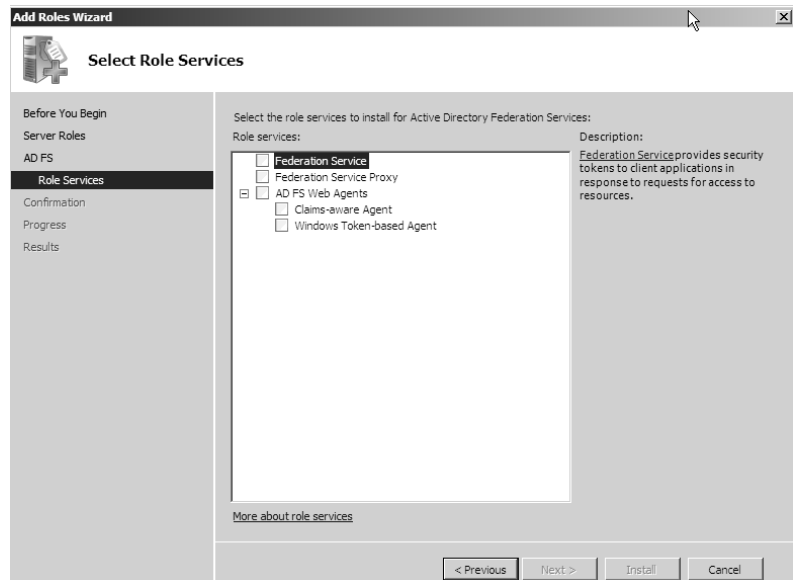 Add Roles Wizard
Select Role Services
Before You Begin
Server Roles
AD FS
Role Services
Confirmation
Progress
Results
Select the role services to install for Active Directory Federation Services:
Role services:
Federation Service
Federation Service Proxy
AD FS Web Agents
Claims-aware Agent
Windows Token-based Agent
More about role services
Description:
Federation Service provides security
tokens to client applications in
response to requests for access to
resources.
< Previous
Next >
Install
Cancel